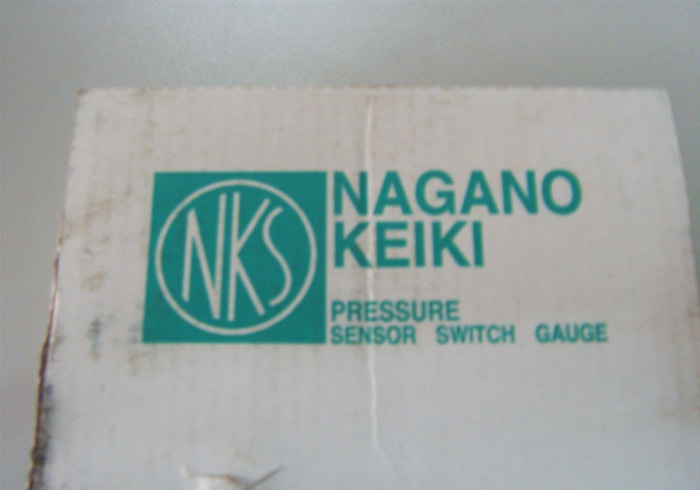 NKS
NAGANO
KEIKI
PRESSURE
SENSOR SWITCH GAUGE